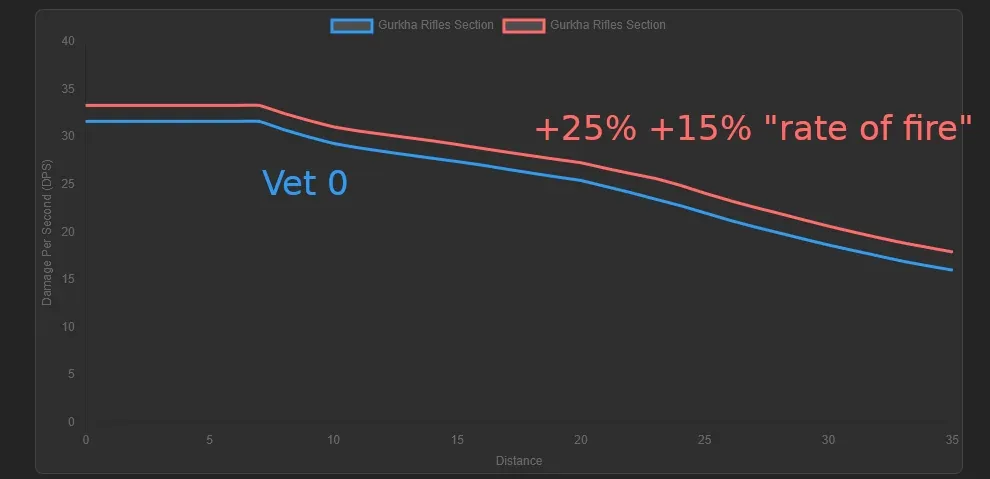 Gurkha Rifles Section Gurkha Rifles Section
40
35
+25% +15% "rate of fire"
30
Damage Per Second (DPS)
25
Vet 0
20
15
10
5
0
0 5 10 15 20 25 30 35
Distance